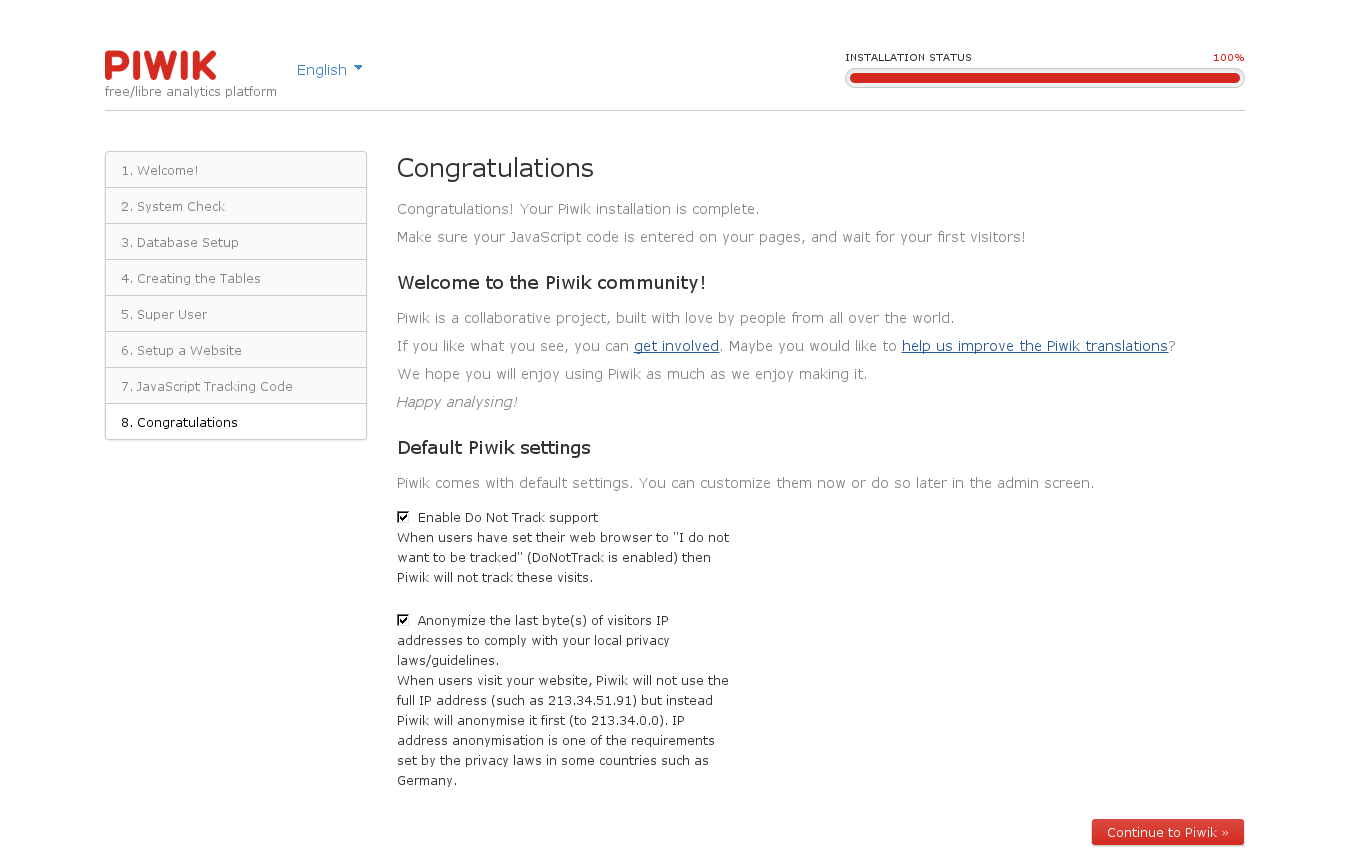 PIWIK
free/libre analytics platform
English
INSTALLATION STATUS 100%
1. Welcome!
2. System Check
3. Database Setup
4. Creating the Tables
5. Super User
6. Setup a Website
7. JavaScript Tracking Code
8. Congratulations
Congratulations
Congratulations! Your Piwik installation is complete.
Make sure your JavaScript code is entered on your pages, and wait for your first visitors!
Welcome to the Piwik community!
Piwik is a collaborative project, built with love by people from all over the world.
If you like what you see, you can get involved. Maybe you would like to help us improve the Piwik translations?
We hope you will enjoy using Piwik as much as we enjoy making it.
Happy analysing!
Default Piwik settings
Piwik comes with default settings. You can customize them now or do so later in the admin screen.
Enable Do Not Track support
When users have set their web browser to "I do not
want to be tracked" (DoNotTrack is enabled) then
Piwik will not track these visits.
Anonymize the last byte(s) of visitors IP
addresses to comply with your local privacy
laws/guidelines.
When users visit your website, Piwik will not use the
full IP address (such as 213.34.51.91) but instead
Piwik will anonymise it first (to 213.34.0.0). IP
address anonymisation is one of the requirements
set by the privacy laws in some countries such as
Germany.
Continue to Piwik »